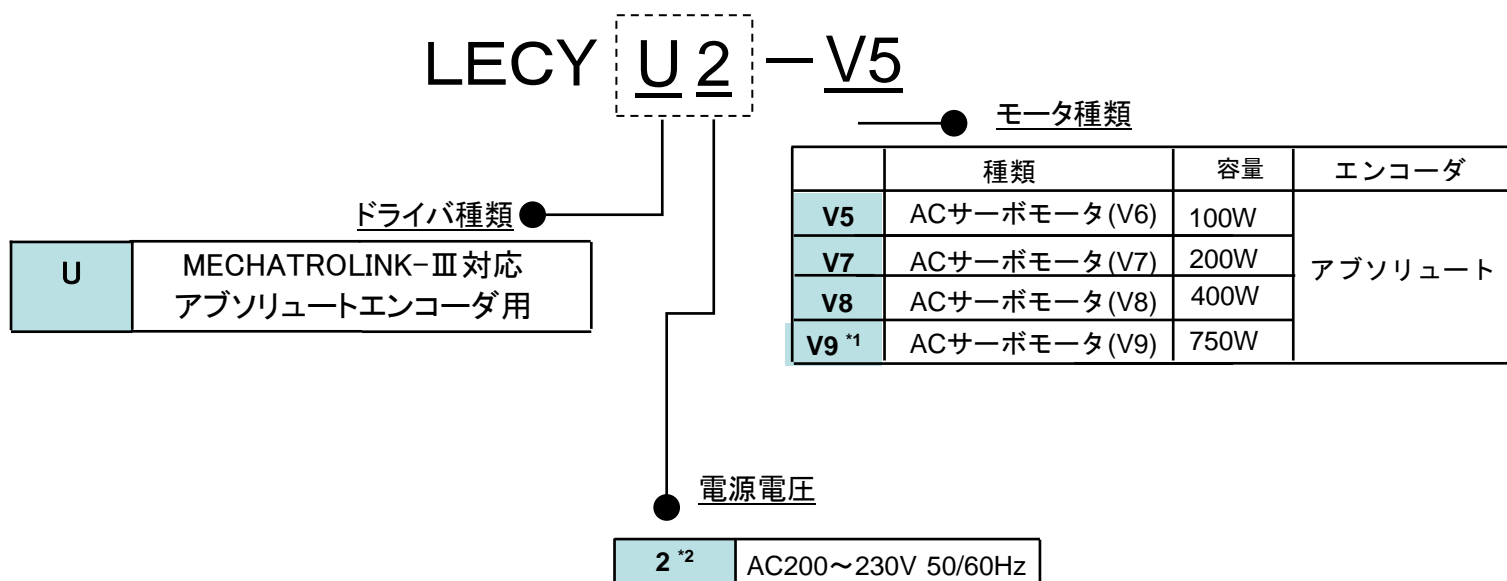 LECY U 2 － V5
モータ種類
種類 容量 エンコーダ
V5 ACサーボモータ(V6) 100W
V7 ACサーボモータ(V7) 200W
アブソリュート
V8 ACサーボモータ(V8) 400W
V9 *1 ACサーボモータ(V9) 750W
ドライバ種類
U MECHATROLINK-Ⅲ対応
アブソリュートエンコーダ用
電源電圧
2 *2 AC200～230V 50/60Hz